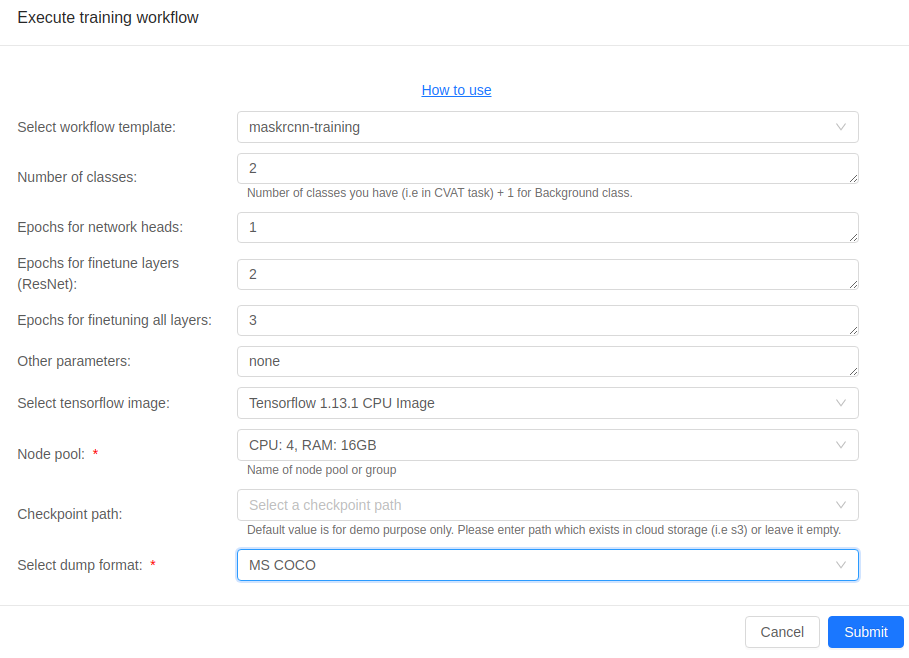 Execute training workflow
How to use
Select workflow template:
maskrcnn-training
Number of classes:
2
Number of classes you have (i.e in CVAT task) + 1 for Background class.
Epochs for network heads:
1
Epochs for finetune layers
(ResNet):
2
Epochs for finetuning all layers:
3
Other parameters:
none
Select tensorflow image:
Tensorflow 1.13.1 CPU Image
Node pool: *
CPU: 4, RAM: 16GB
Name of node pool or group
Checkpoint path:
Select a checkpoint path
Default value is for demo purpose only. Please enter path which exists in cloud storage (i.e s3) or leave it empty.
Select dump format: *
MS COCO
Cancel
Submit